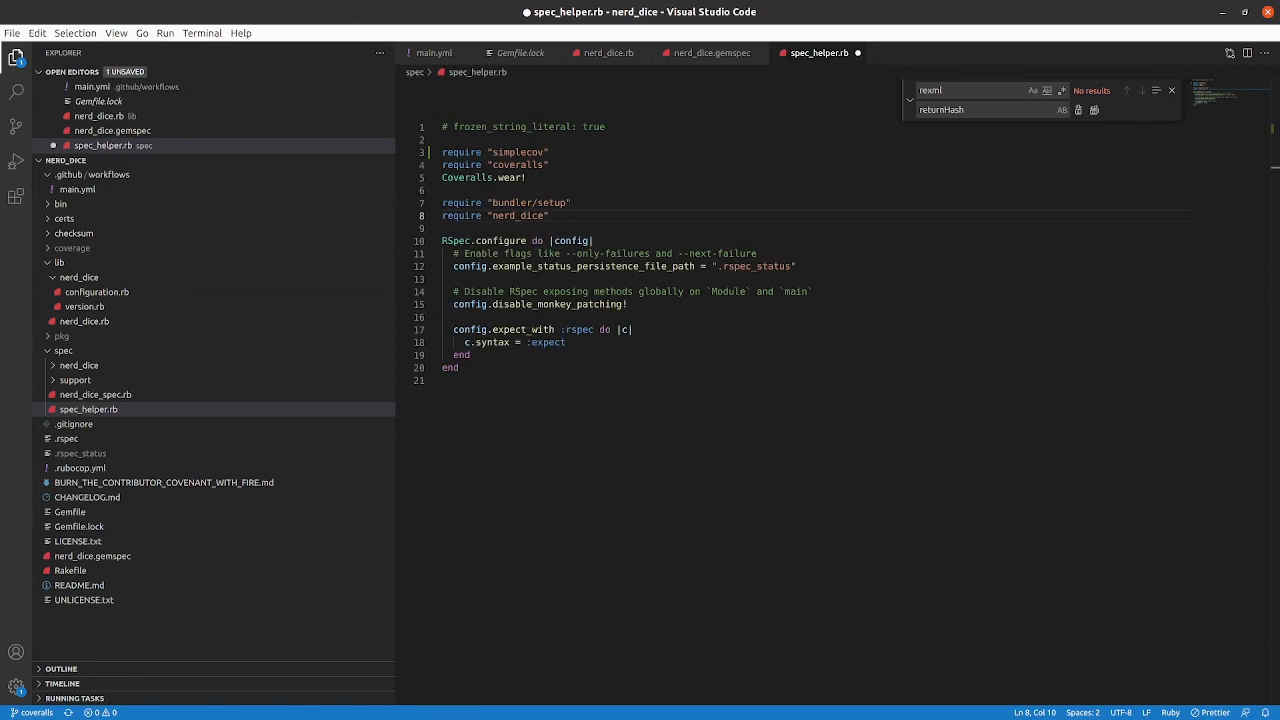 spec_helper.rb - nerd_dice - Visual Studio Code
File Edit Selection View Go Run Terminal Help
EXPLORER
OPEN EDITORS 1 UNSAVED
main.yml .github/workflows
Gemfile.lock
nerd_dice.rb lib
nerd_dice.gemspec
spec_helper.rb spec
NERD_DICE
.github / workflows
main.yml
bin
certs
checksum
coverage
lib
nerd_dice
configuration.rb
version.rb
nerd_dice.rb
pkg
spec
nerd_dice
support
nerd_dice_spec.rb
spec_helper.rb
.gitignore
.rspec
.rspec_status
.rubocop.yml
BURN_THE_CONTRIBUTOR_COVENANT_WITH_FIRE.md
CHANGELOG.md
Gemfile
Gemfile.lock
LICENSE.txt
nerd_dice.gemspec
Rakefile
README.md
UNLICENSE.txt
OUTLINE
TIMELINE
RUNNING TASKS
main.yml Gemfile.lock nerd_dice.rb nerd_dice.gemspec spec_helper.rb
spec > spec_helper.rb
rexml Aa Ab .* No results
returnHash AB
1 # frozen_string_literal: true
2
3 require "simplecov"
4 require "coveralls"
5 Coveralls.wear!
6
7 require "bundler/setup"
8 require "nerd_dice"
9
10 RSpec.configure do |config|
11 # Enable flags like --only-failures and --next-failure
12 config.example_status_persistence_file_path = ".rspec_status"
13
14 # Disable RSpec exposing methods globally on `Module` and `main`
15 config.disable_monkey_patching!
16
17 config.expect_with :rspec do |c|
18 c.syntax = :expect
19 end
20 end
21
1
1
coveralls 0 0 Ln 8, Col 10 Spaces: 2 UTF-8 LF Ruby Prettier